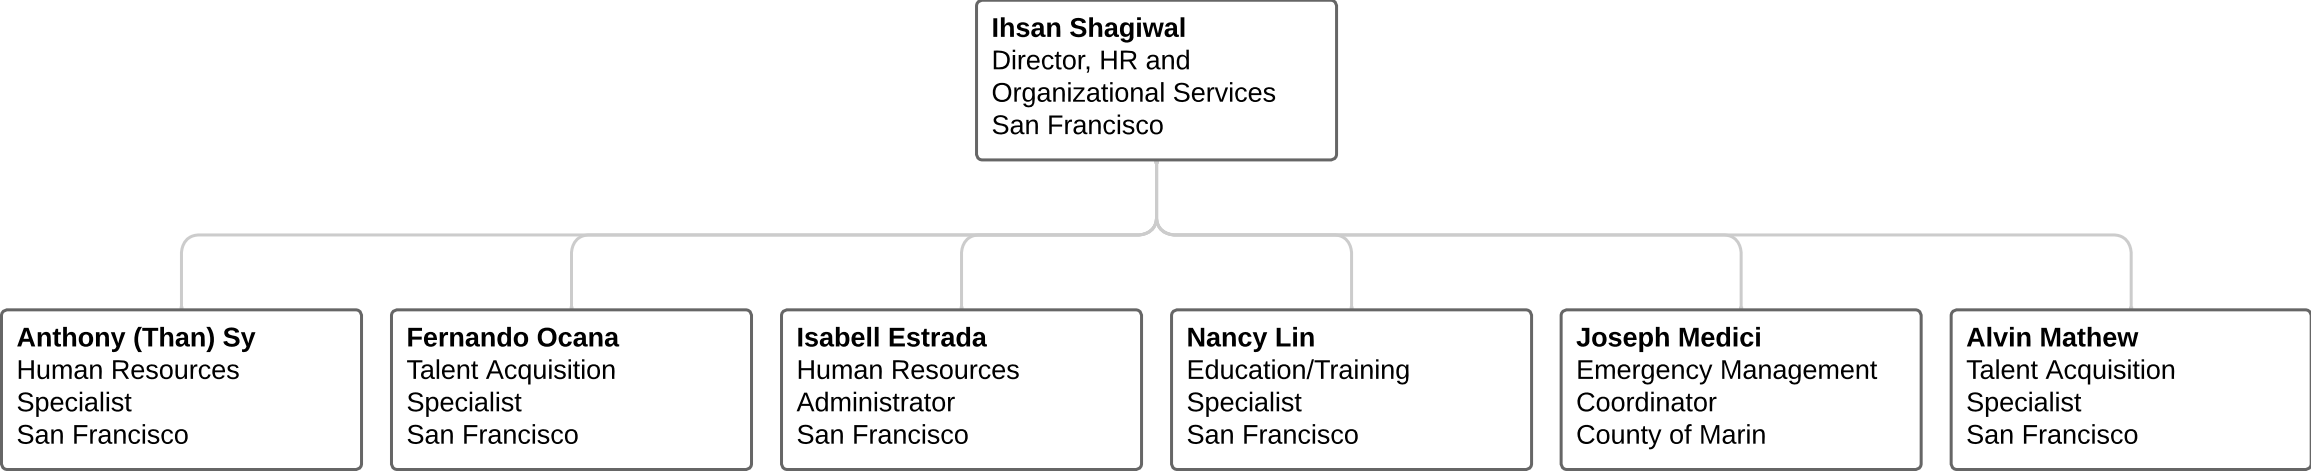 Ihsan Shagiwal
Director, HR and
Organizational Services
San Francisco
Anthony (Than) Sy
Human Resources
Specialist
San Francisco
Fernando Ocana
Talent Acquisition
Specialist
San Francisco
Isabell Estrada
Human Resources
Administrator
San Francisco
Nancy Lin
Education/Training
Specialist
San Francisco
Joseph Medici
Emergency Management
Coordinator
County of Marin
Alvin Mathew
Talent Acquisition
Specialist
San Francisco